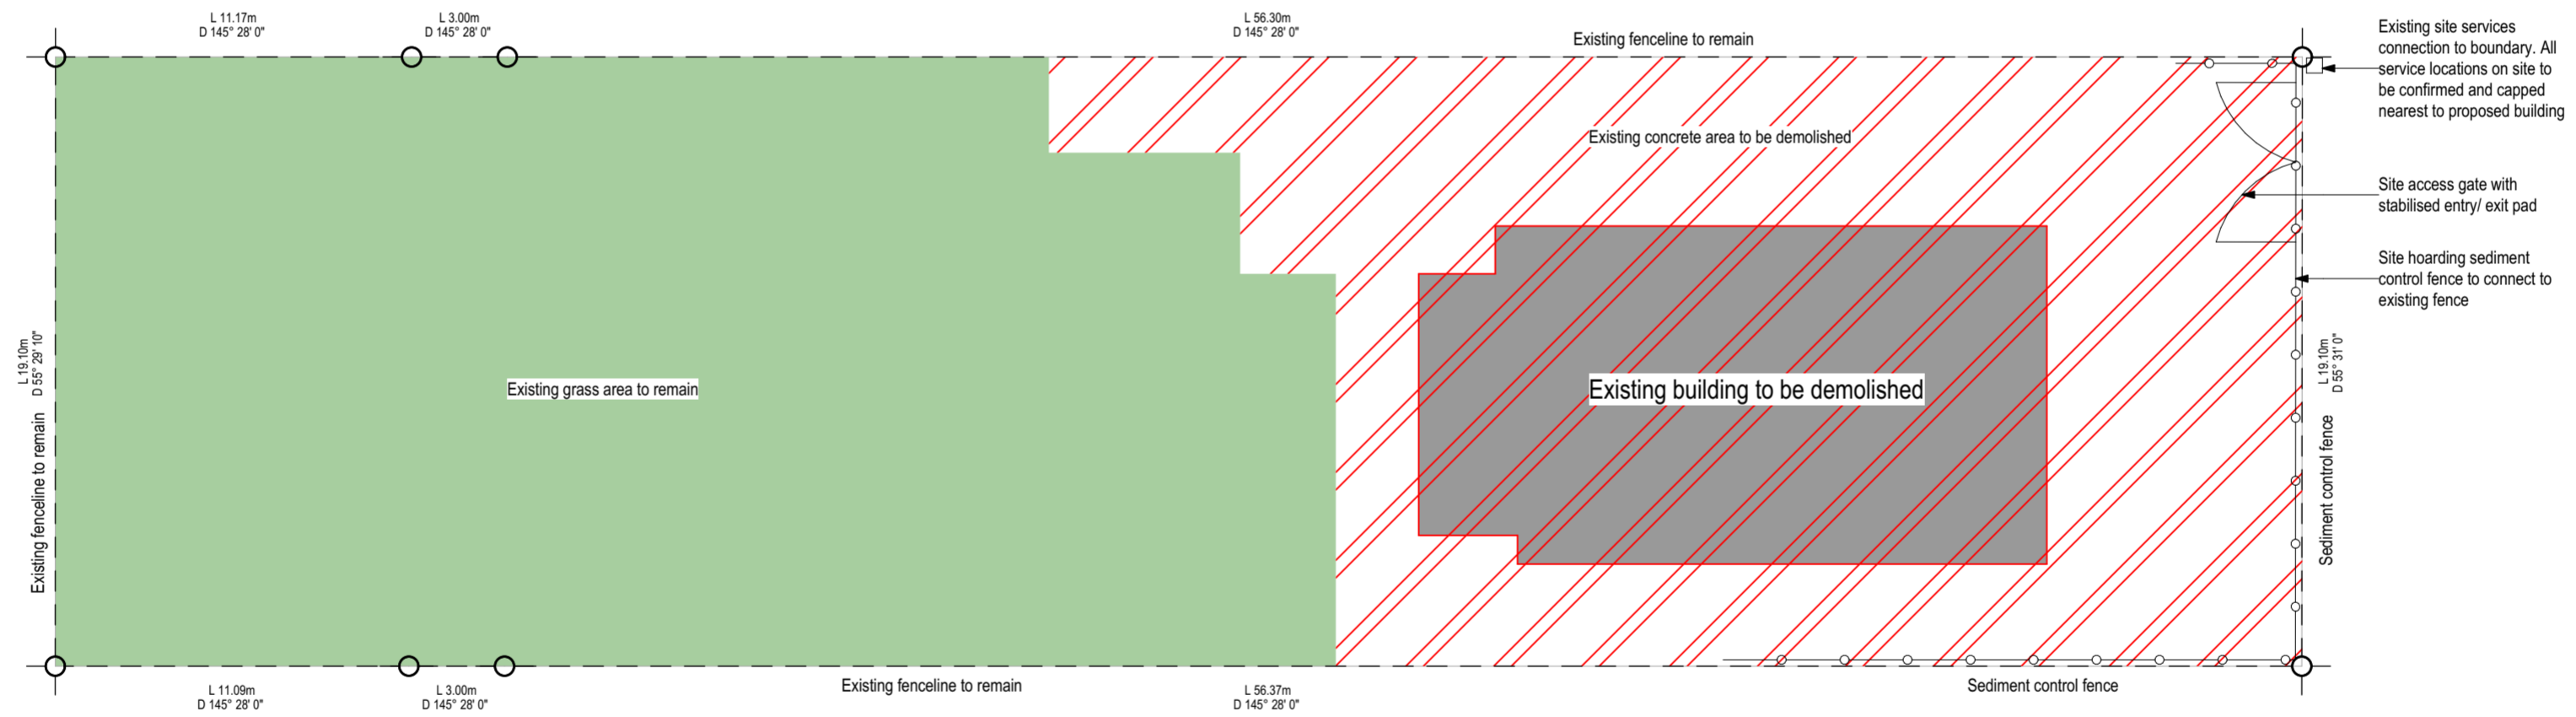 L 11.17m
D 145° 28' 0"
L 3.00m
D 145° 28' 0"
L 56.30m
D 145° 28' 0"
Existing fenceline to remain
Existing site services
connection to boundary. All
service locations on site to
be confirmed and capped
nearest to proposed building
Existing concrete area to be demolished
Site access gate with
stabilised entry/ exit pad
Site hoarding sediment
control fence to connect to
existing fence
L 19.10m
D 55° 29' 10"
Existing fenceline to remain
Existing grass area to remain
Existing building to be demolished
L 19.10m
D 55° 31' 0"
Sediment control fence
L 11.09m
D 145° 28' 0"
L 3.00m
D 145° 28' 0"
Existing fenceline to remain
L 56.37m
D 145° 28' 0"
Sediment control fence